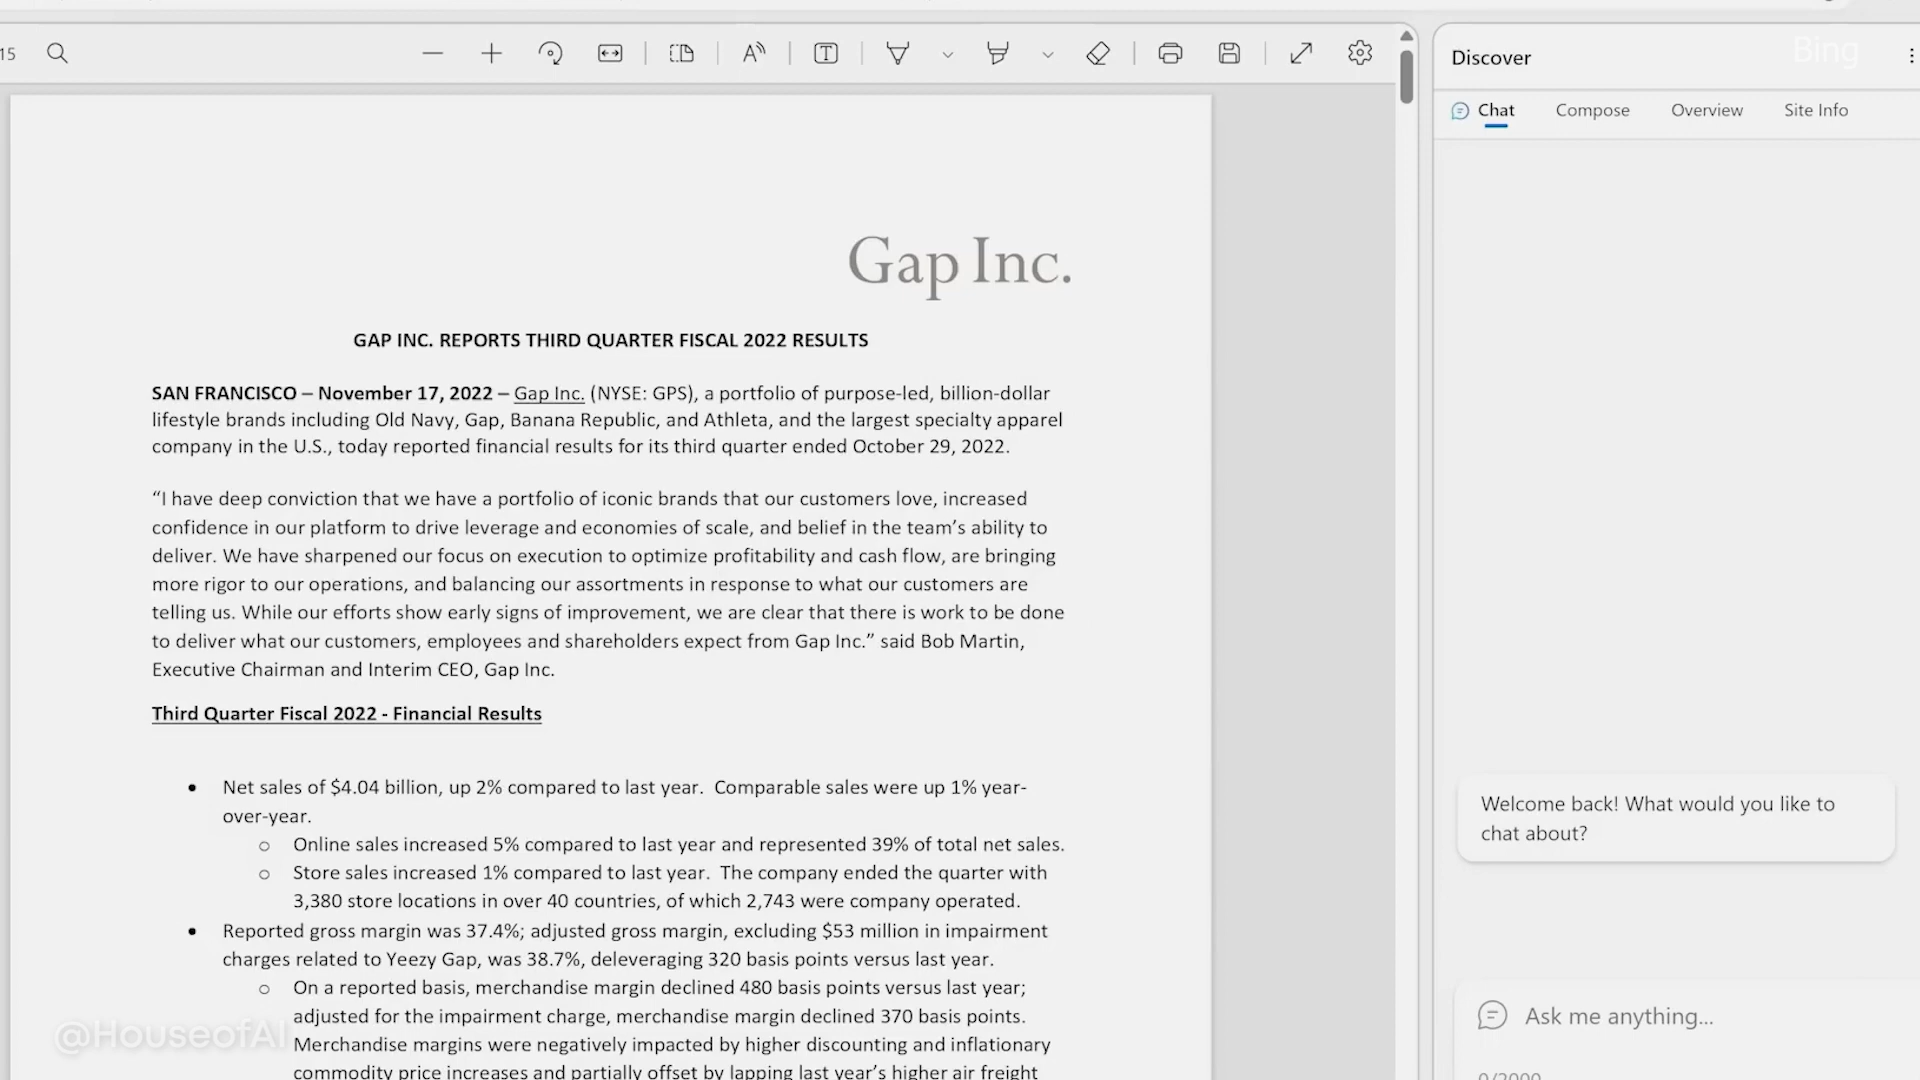 15
Discover
Bing
Chat Compose Overview Site Info
Gap Inc.
GAP INC. REPORTS THIRD QUARTER FISCAL 2022 RESULTS
SAN FRANCISCO – November 17, 2022 – Gap Inc. (NYSE: GPS), a portfolio of purpose-led, billion-dollar
lifestyle brands including Old Navy, Gap, Banana Republic, and Athleta, and the largest specialty apparel
company in the U.S., today reported financial results for its third quarter ended October 29, 2022.
“I have deep conviction that we have a portfolio of iconic brands that our customers love, increased
confidence in our platform to drive leverage and economies of scale, and belief in the team’s ability to
deliver. We have sharpened our focus on execution to optimize profitability and cash flow, are bringing
more rigor to our operations, and balancing our assortments in response to what our customers are
telling us. While our efforts show early signs of improvement, we are clear that there is work to be done
to deliver what our customers, employees and shareholders expect from Gap Inc.” said Bob Martin,
Executive Chairman and Interim CEO, Gap Inc.
Third Quarter Fiscal 2022 - Financial Results
• Net sales of $4.04 billion, up 2% compared to last year. Comparable sales were up 1% year-
over-year.
o Online sales increased 5% compared to last year and represented 39% of total net sales.
o Store sales increased 1% compared to last year. The company ended the quarter with
3,380 store locations in over 40 countries, of which 2,743 were company operated.
• Reported gross margin was 37.4%; adjusted gross margin, excluding $53 million in impairment
charges related to Yeezy Gap, was 38.7%, deleveraging 320 basis points versus last year.
o On a reported basis, merchandise margin declined 480 basis points versus last year;
adjusted for the impairment charge, merchandise margin declined 370 basis points.
Merchandise margins were negatively impacted by higher discounting and inflationary
commodity price increases and partially offset by lapping last year’s higher air freight
@HouseofAI
Welcome back! What would you like to
chat about?
Ask me anything...
0/2000